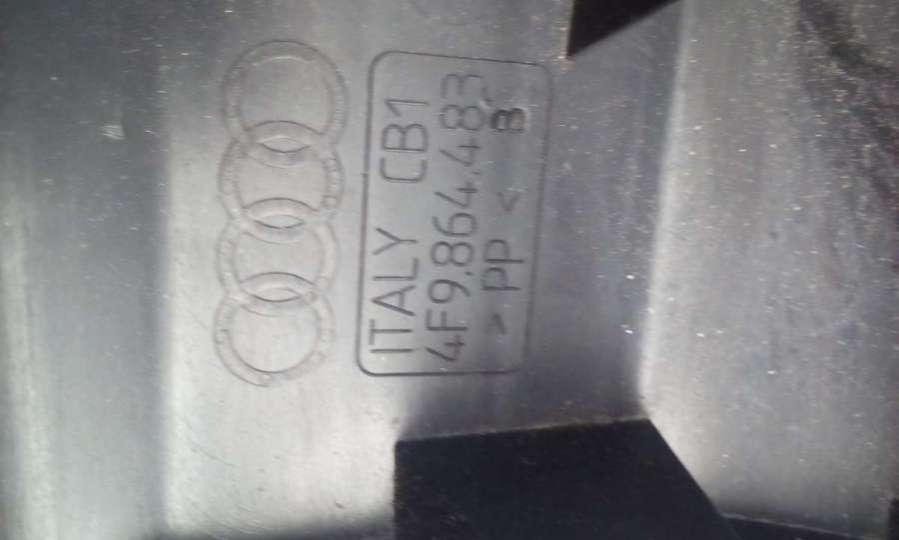 ITALY CB1
4F9.864.483
> PP < B